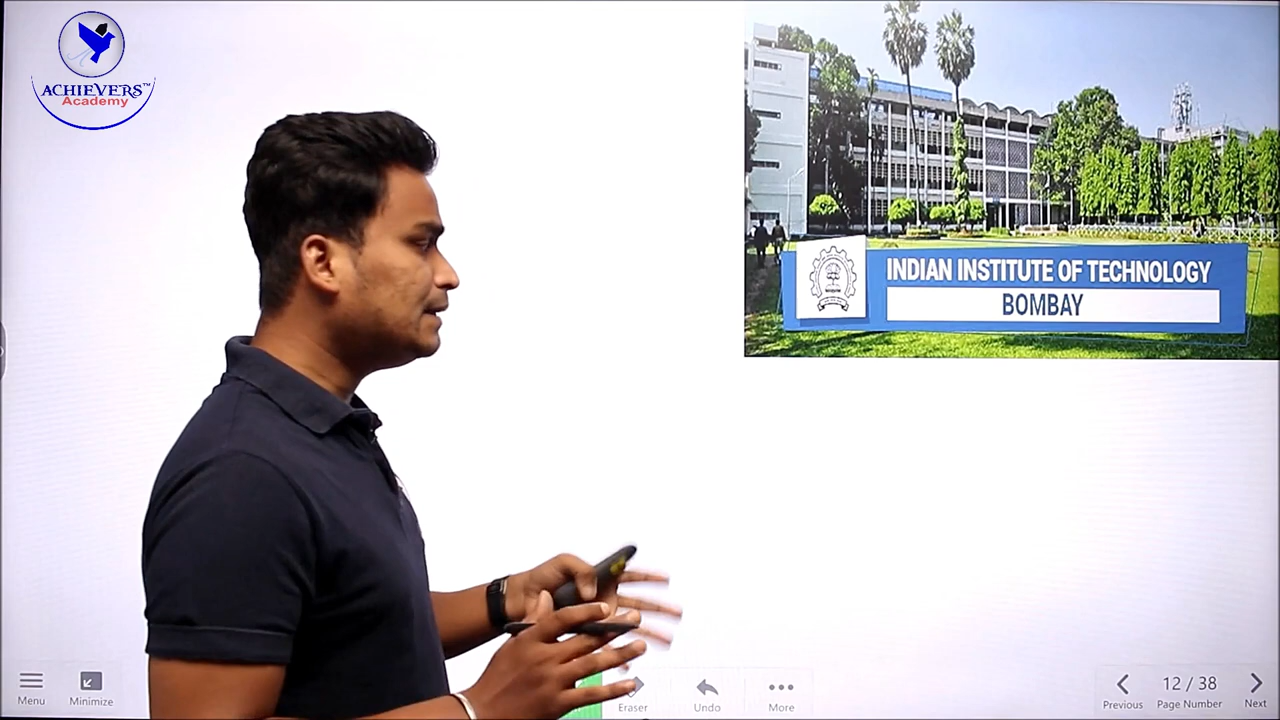 ACHIEVERS™
Academy
INDIAN INSTITUTE OF TECHNOLOGY
BOMBAY
Menu
Minimize
Eraser
Undo
More
Previous
12 / 38
Page Number
Next